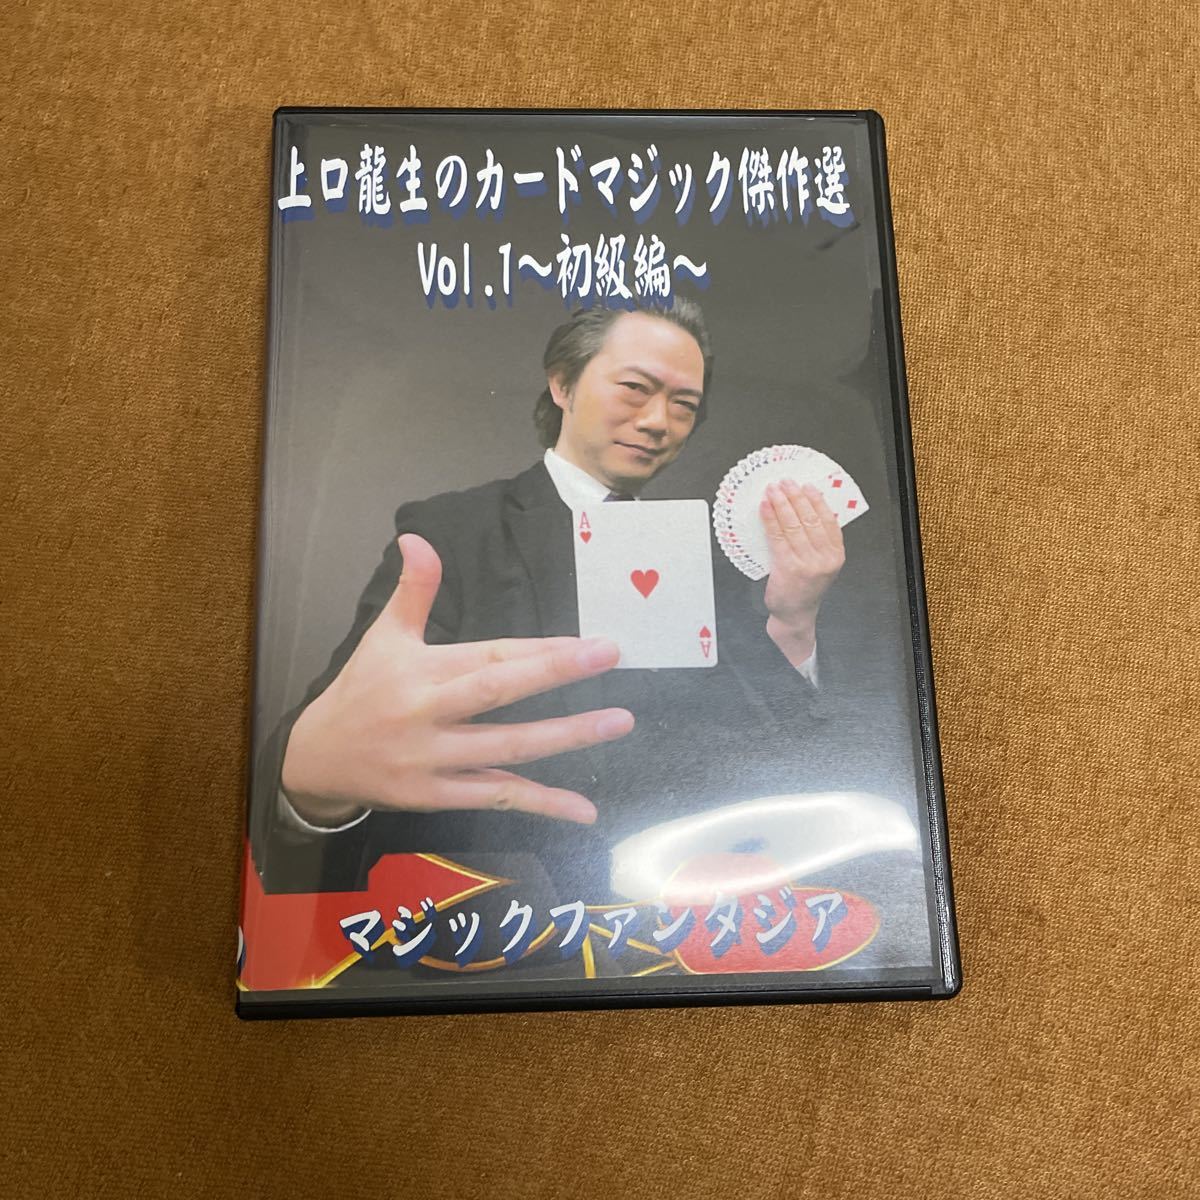 上口龍生のカードマジック傑作選
Vol.1～初級編～
A
A
マジックファンタジア